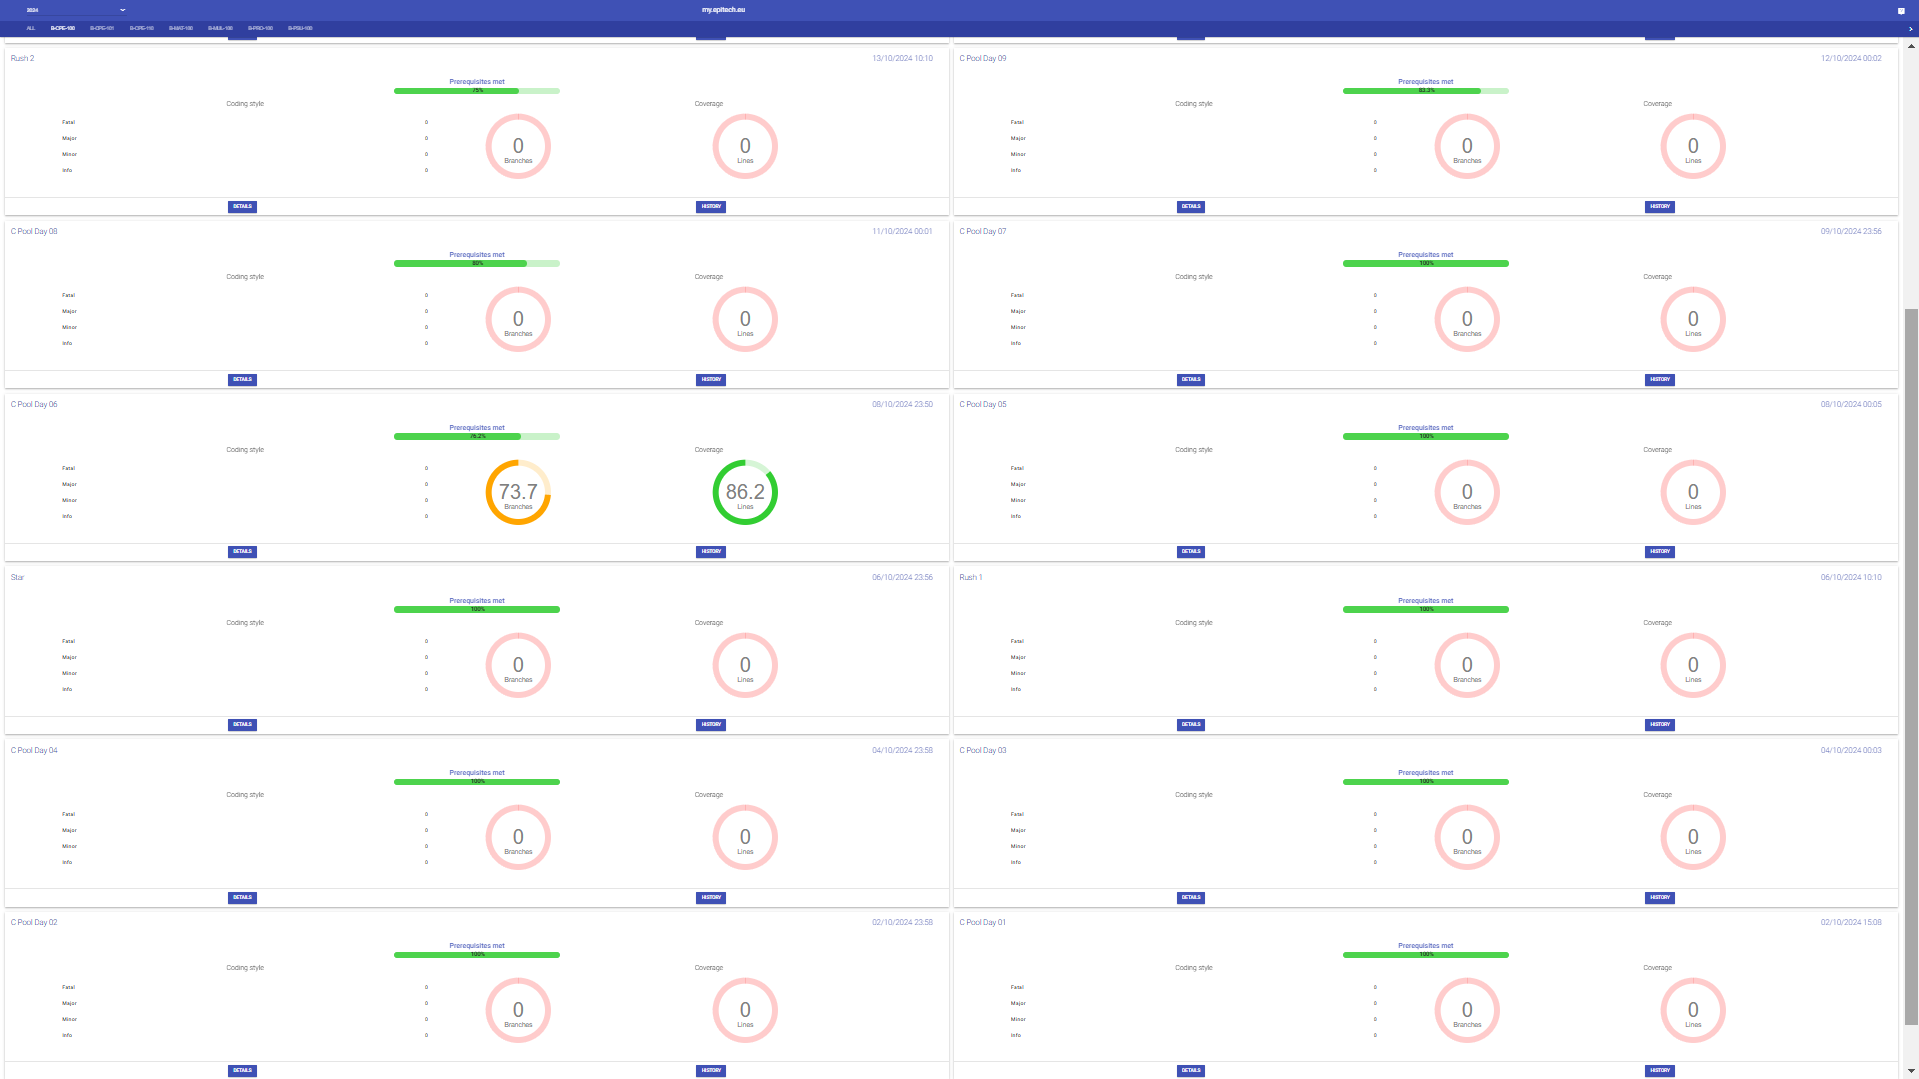 2024
my.epitech.eu
ALL B-CPE-100 B-CPE-101 B-CPE-110 B-MAT-100 B-MUL-100 B-PRO-100 B-PSU-100
Rush 2 13/10/2024 10:10
Prerequisites met
75%
Coding style Coverage
Fatal 0
Major 0
Minor 0
Info 0
0 Branches
0 Lines
DETAILS HISTORY
C Pool Day 09 12/10/2024 00:02
Prerequisites met
83.3%
Coding style Coverage
Fatal 0
Major 0
Minor 0
Info 0
0 Branches
0 Lines
DETAILS HISTORY
C Pool Day 08 11/10/2024 00:01
Prerequisites met
80%
Coding style Coverage
Fatal 0
Major 0
Minor 0
Info 0
0 Branches
0 Lines
DETAILS HISTORY
C Pool Day 07 09/10/2024 23:56
Prerequisites met
100%
Coding style Coverage
Fatal 0
Major 0
Minor 0
Info 0
0 Branches
0 Lines
DETAILS HISTORY
C Pool Day 06 08/10/2024 23:50
Prerequisites met
76.2%
Coding style Coverage
Fatal 0
Major 0
Minor 0
Info 0
73.7 Branches
86.2 Lines
DETAILS HISTORY
C Pool Day 05 08/10/2024 00:05
Prerequisites met
100%
Coding style Coverage
Fatal 0
Major 0
Minor 0
Info 0
0 Branches
0 Lines
DETAILS HISTORY
Star 06/10/2024 23:56
Prerequisites met
100%
Coding style Coverage
Fatal 0
Major 0
Minor 0
Info 0
0 Branches
0 Lines
DETAILS HISTORY
Rush 1 06/10/2024 10:10
Prerequisites met
100%
Coding style Coverage
Fatal 0
Major 0
Minor 0
Info 0
0 Branches
0 Lines
DETAILS HISTORY
C Pool Day 04 04/10/2024 23:58
Prerequisites met
100%
Coding style Coverage
Fatal 0
Major 0
Minor 0
Info 0
0 Branches
0 Lines
DETAILS HISTORY
C Pool Day 03 04/10/2024 00:03
Prerequisites met
100%
Coding style Coverage
Fatal 0
Major 0
Minor 0
Info 0
0 Branches
0 Lines
DETAILS HISTORY
C Pool Day 02 02/10/2024 23:58
Prerequisites met
100%
Coding style Coverage
Fatal 0
Major 0
Minor 0
Info 0
0 Branches
0 Lines
DETAILS HISTORY
C Pool Day 01 02/10/2024 15:08
Prerequisites met
100%
Coding style Coverage
Fatal 0
Major 0
Minor 0
Info 0
0 Branches
0 Lines
DETAILS HISTORY